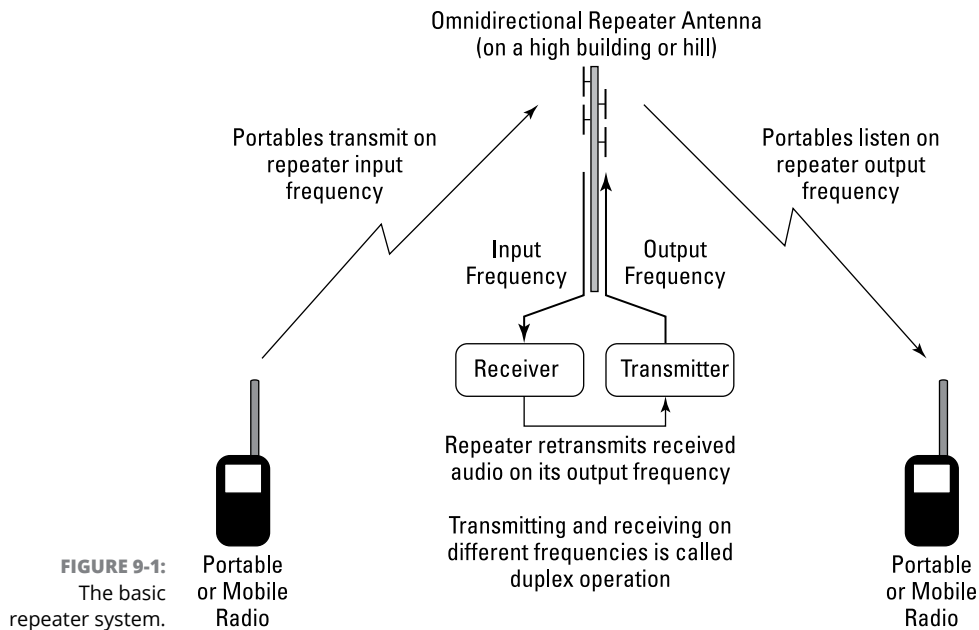 Omnidirectional Repeater Antenna
(on a high building or hill)
Portables transmit on
repeater input
frequency
Portables listen on
repeater output
frequency
Input
Frequency
Output
Frequency
Receiver
Transmitter
Repeater retransmits received
audio on its output frequency
Transmitting and receiving on
different frequencies is called
duplex operation
FIGURE 9-1:
The basic
repeater system.
Portable
or Mobile
Radio
Portable
or Mobile
Radio